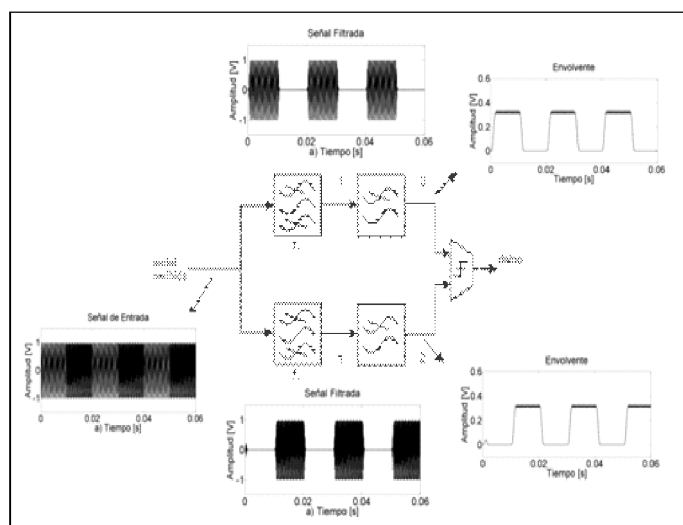 Señal Filtrada
Amplitud [V]
1
0
-1
0 0.02 0.04 0.06
a) Tiempo [s]
Envolvente
Amplitud [V]
0.6
0.4
0.2
0
0 0.02 0.04 0.06
Tiempo [s]
señal
recibida
datos
Señal de Entrada
Amplitud [V]
1
0
-1
0 0.02 0.04 0.06
a) Tiempo [s]
Señal Filtrada
Amplitud [V]
1
0
-1
0 0.02 0.04 0.06
a) Tiempo [s]
Envolvente
Amplitud [V]
0.6
0.4
0.2
0
0 0.02 0.04 0.06
Tiempo [s]